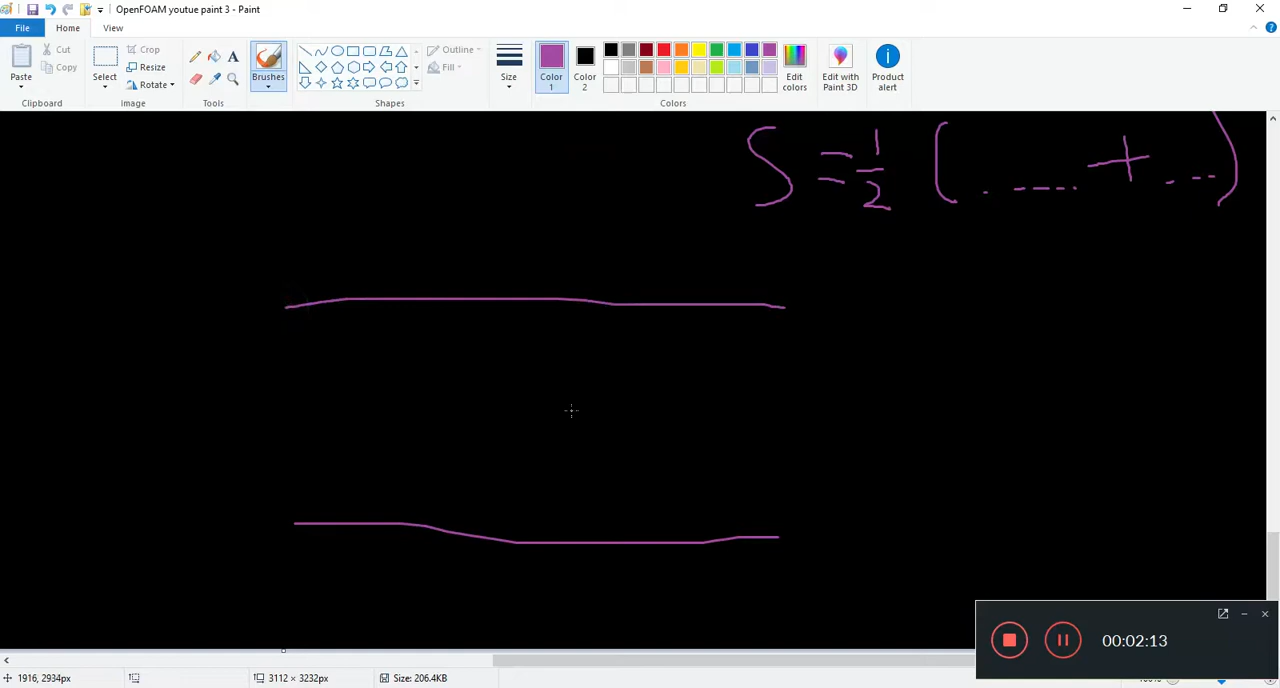 OpenFOAM youtue paint 3 - Paint
File Home View
Paste
Cut
Copy
Clipboard
Select
Crop
Resize
Rotate
Image
A
Tools
Brushes
Outline
Fill
Shapes
Size
Color 1
Color 2
Edit colors
Colors
Edit with Paint 3D
Product alert
S = 1/2 ( . ---- + . -- )
00:02:13
1916, 2934px
3112 × 3232px
Size: 206.4KB